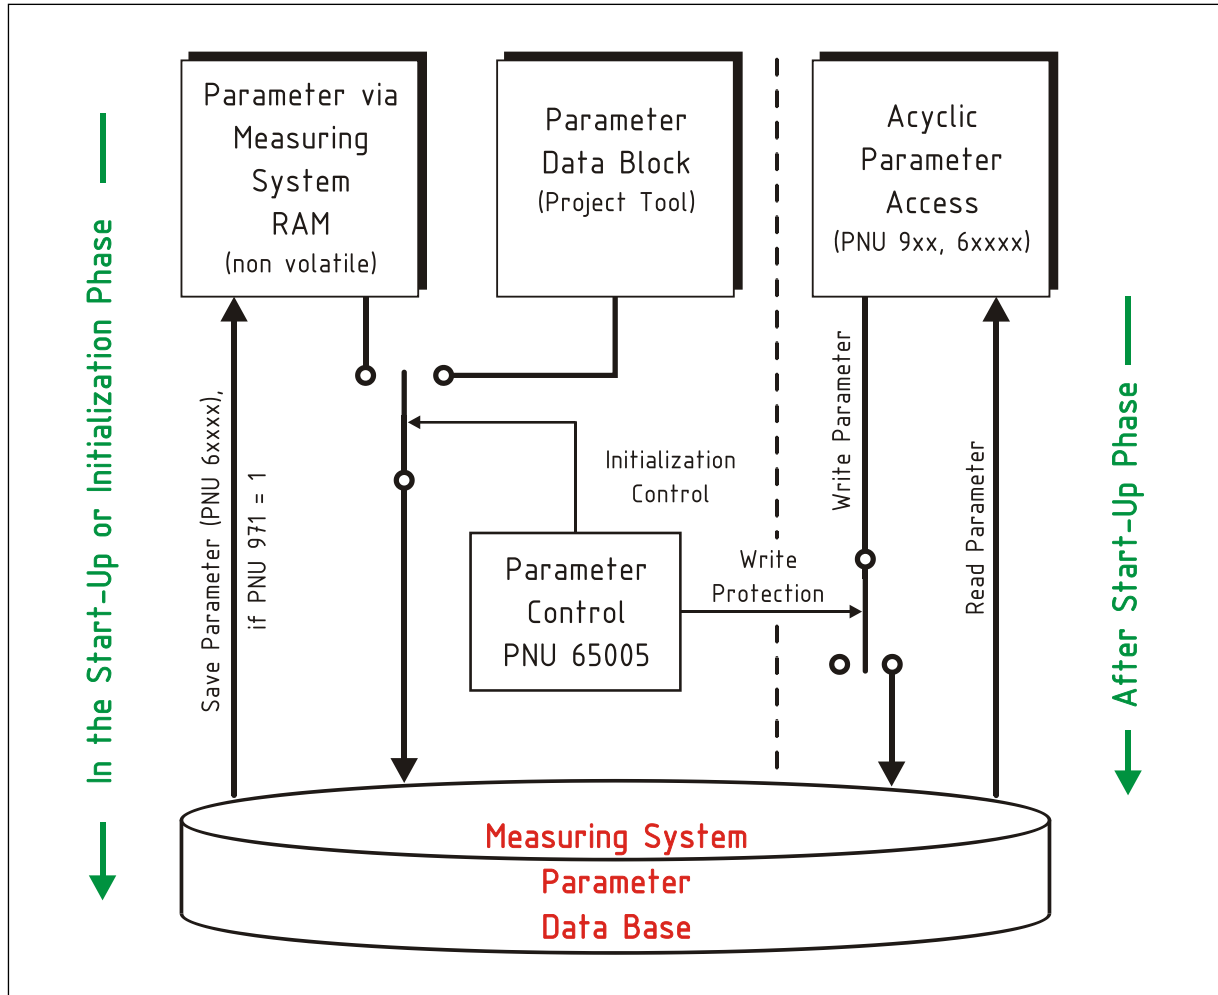 In the Start-Up or Initialization Phase
Parameter via
Measuring
System
RAM
(non volatile)
Parameter
Data Block
(Project Tool)
Acyclic
Parameter
Access
(PNU 9xx, 6xxxx)
Save Parameter (PNU 6xxxx),
if PNU 971 = 1
Initialization
Control
Parameter
Control
PNU 65005
Write
Protection
Write Parameter
Read Parameter
After Start-Up Phase
Measuring System
Parameter
Data Base